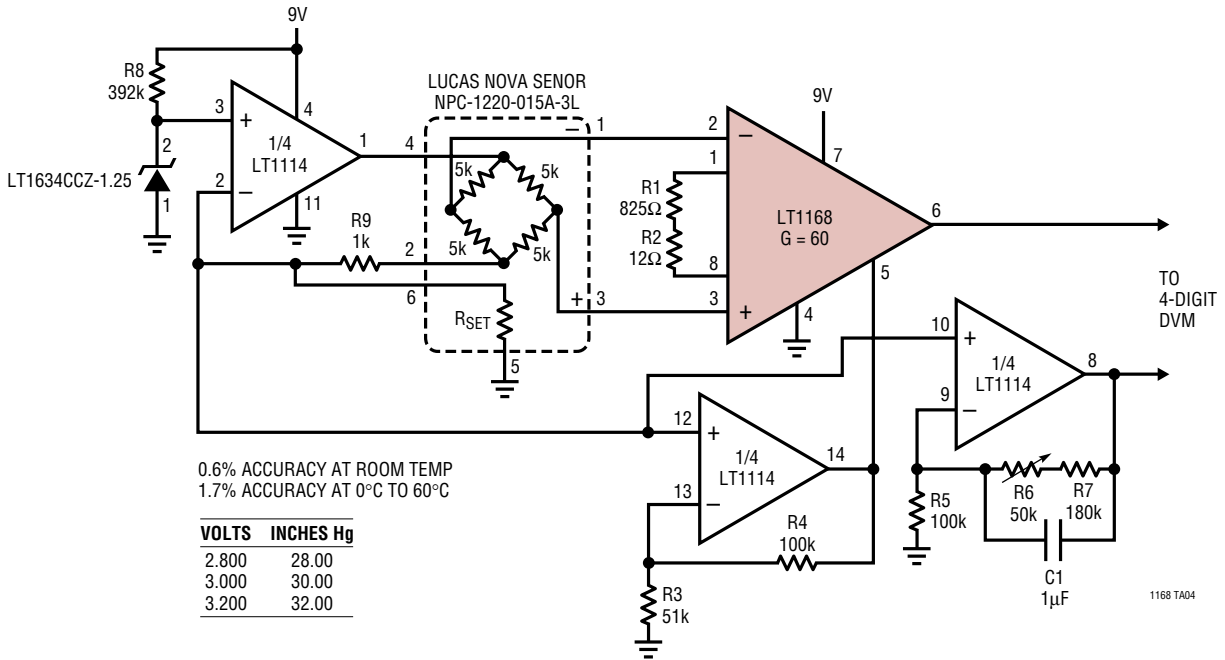 9V
R8
392k
3
+
4
1/4
LT1114
1
2
LT1634CCZ-1.25
1
2
–
11
R9
1k
LUCAS NOVA SENOR
NPC-1220-015A-3L
4
–
1
5k
5k
5k
5k
2
6
+
3
RSET
5
9V
2
–
7
1
R1
825Ω
R2
12Ω
LT1168
G = 60
6
8
3
+
4
5
TO
4-DIGIT
DVM
10
+
1/4
LT1114
8
9
–
12
+
1/4
LT1114
14
13
–
R4
100k
R3
51k
R5
100k
R6
50k
R7
180k
C1
1µF
0.6% ACCURACY AT ROOM TEMP
1.7% ACCURACY AT 0°C TO 60°C
VOLTS INCHES Hg
2.800 28.00
3.000 30.00
3.200 32.00
1168 TA04